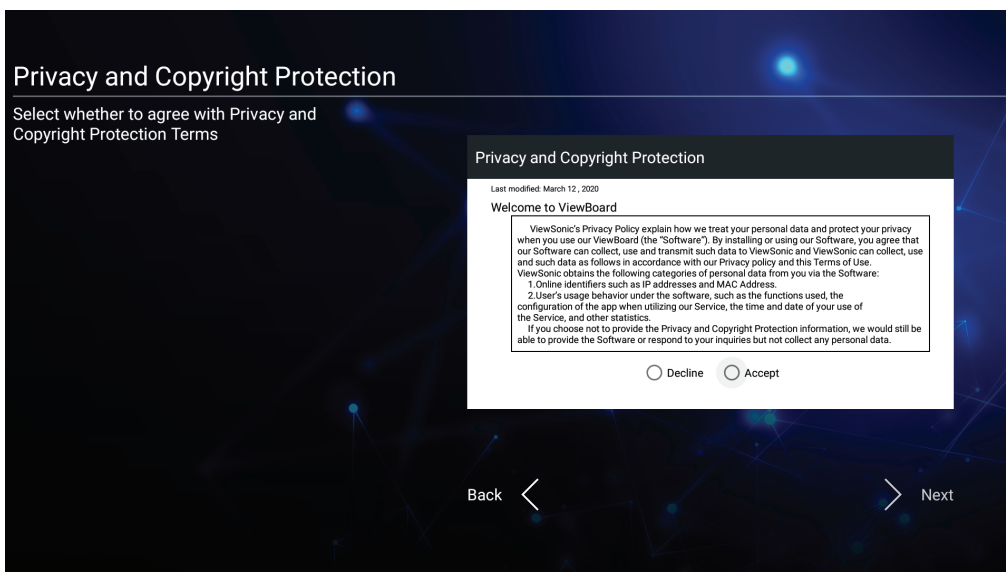 Privacy and Copyright Protection
Select whether to agree with Privacy and
Copyright Protection Terms
Privacy and Copyright Protection
Last modified: March 12 , 2020
Welcome to ViewBoard
ViewSonic's Privacy Policy explain how we treat your personal data and protect your privacy
when you use our ViewBoard (the “Software”). By installing or using our Software, you agree that
our Software can collect, use and transmit such data to ViewSonic and ViewSonic can collect, use
and such data as follows in accordance with our Privacy policy and this Terms of Use.
ViewSonic obtains the following categories of personal data from you via the Software:
1.Online identifiers such as IP addresses and MAC Address.
2.User's usage behavior under the software, such as the functions used, the
configuration of the app when utilizing our Service, the time and date of your use of
the Service, and other statistics.
If you choose not to provide the Privacy and Copyright Protection information, we would still be
able to provide the Software or respond to your inquiries but not collect any personal data.
Decline Accept
Back Next